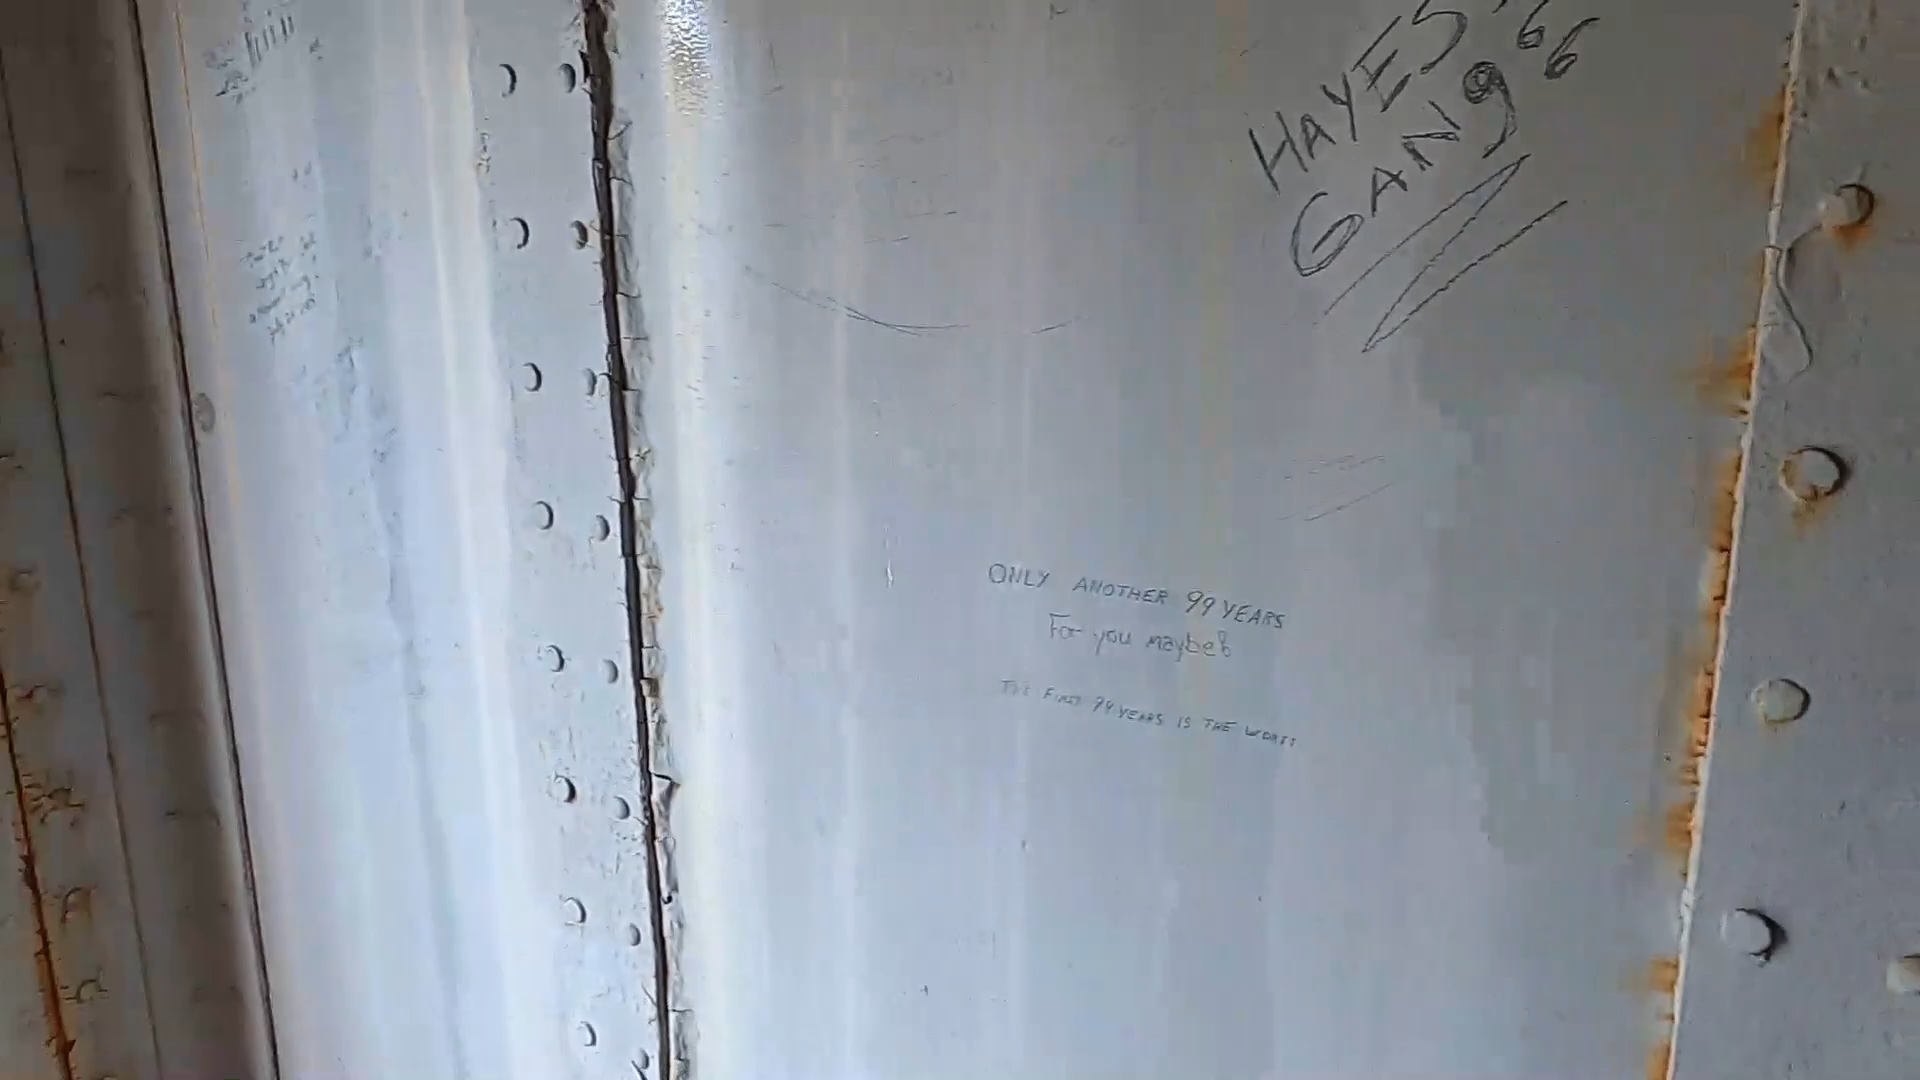 HAYES '66
GANg
ONLY ANOTHER 99 YEARS
For you maybe
THE FIRST 99 YEARS IS THE WORST